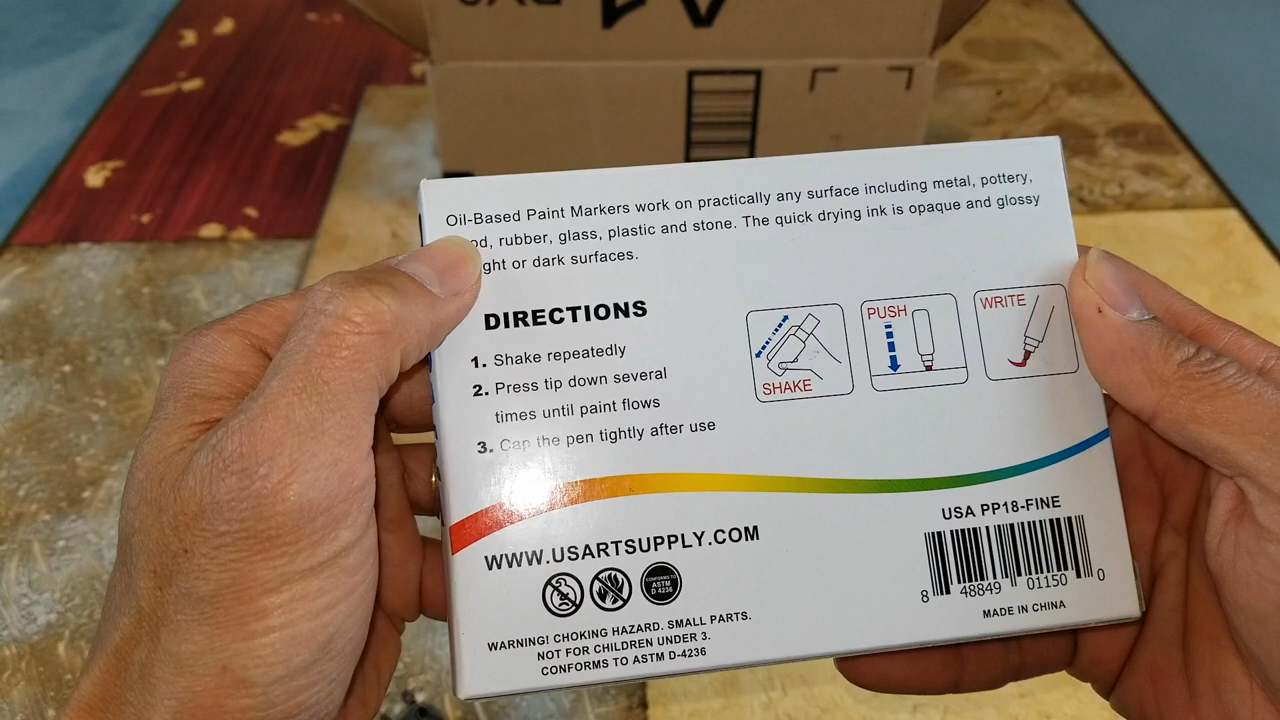 Oil-Based Paint Markers work on practically any surface including metal, pottery,
rubber, glass, plastic and stone. The quick drying ink is opaque and glossy
or dark surfaces.
DIRECTIONS
1. Shake repeatedly
2. Press tip down several
times until paint flows
3. Cap the pen tightly after use
SHAKE
PUSH
WRITE
WWW.USARTSUPPLY.COM
CONFORMS TO
ASTM
D 4236
WARNING! CHOKING HAZARD. SMALL PARTS.
NOT FOR CHILDREN UNDER 3.
CONFORMS TO ASTM D-4236
USA PP18-FINE
8 48849 01150 0
MADE IN CHINA